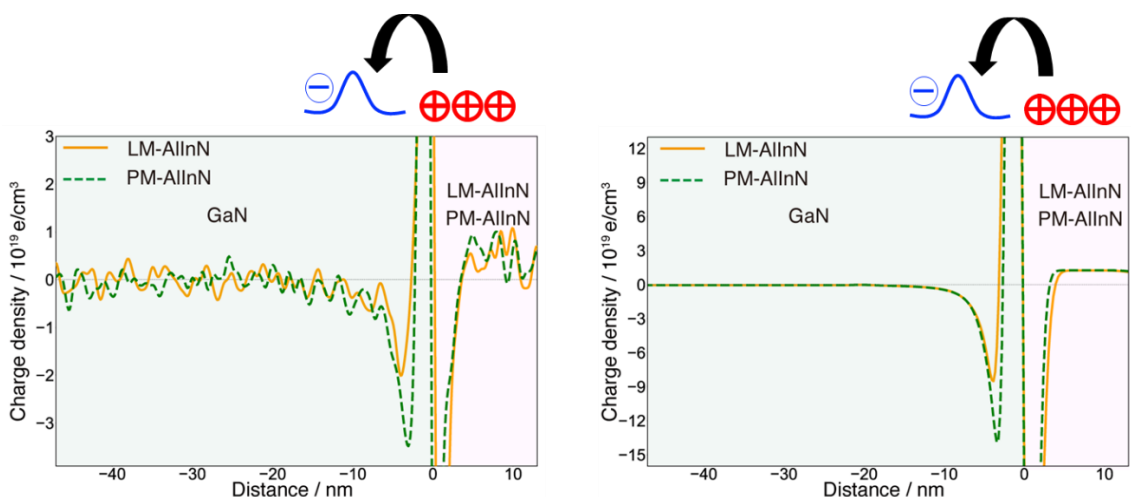 3
2
1
0
−1
−2
−3
Charge density / 10¹⁹ e/cm³
LM-AlInN
PM-AlInN
GaN
LM-AlInN
PM-AlInN
−40
−30
−20
−10
0
10
Distance / nm
12
9
6
3
0
−3
−6
−9
−12
−15
Charge density / 10¹⁹ e/cm³
LM-AlInN
PM-AlInN
GaN
LM-AlInN
PM-AlInN
−40
−30
−20
−10
0
10
Distance / nm